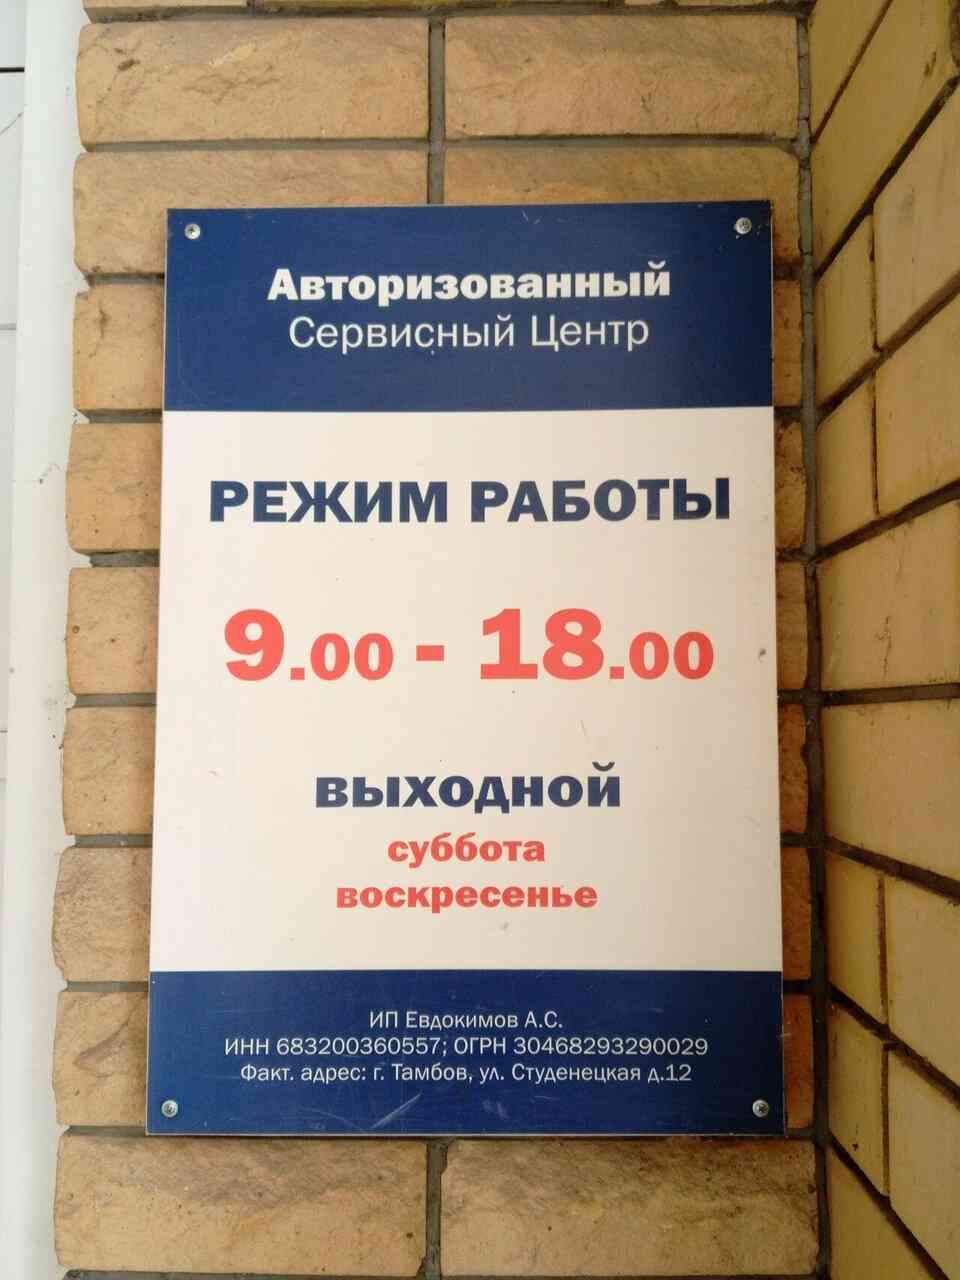 Авторизованный
Сервисный Центр
РЕЖИМ РАБОТЫ
9.00 - 18.00
ВЫХОДНОЙ
суббота
воскресенье
ИП Евдокимов А.С.
ИНН 683200360557; ОГРН 30468293290029
Факт. адрес: г. Тамбов, ул. Студенецкая д.12